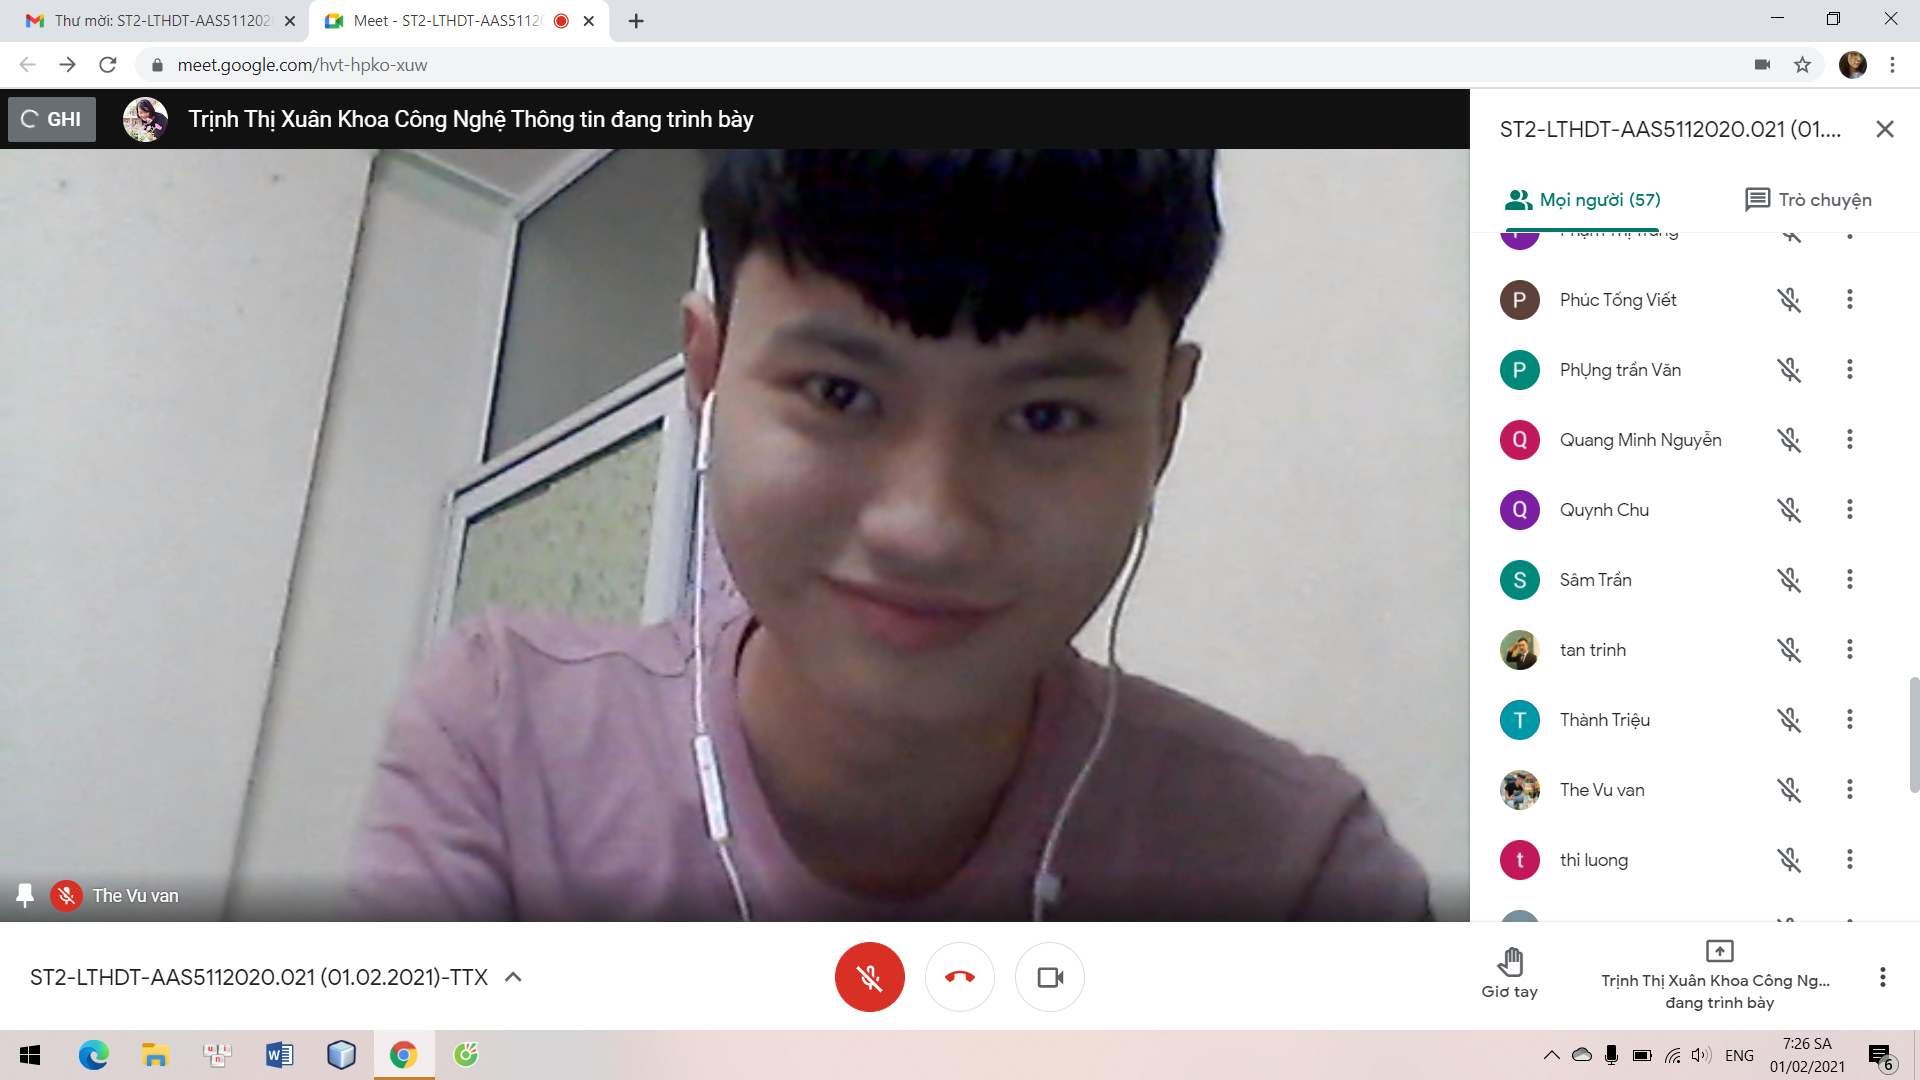 Thư mời: ST2-LTHDT-AAS511202
Meet - ST2-LTHDT-AAS5112
meet.google.com/hvt-hpko-xuw
GHI
Trịnh Thị Xuân Khoa Công Nghệ Thông tin đang trình bày
ST2-LTHDT-AAS5112020.021 (01....
Mọi người (57)
Trò chuyện
Phạm Thị Trang
P
Phúc Tống Viết
P
PhỤng trần Văn
Q
Quang Minh Nguyễn
Q
Quynh Chu
S
Sâm Trần
tan trinh
T
Thành Triệu
The Vu van
t
thi luong
The Vu van
ST2-LTHDT-AAS5112020.021 (01.02.2021)-TTX
Giơ tay
Trịnh Thị Xuân Khoa Công Ng...
đang trình bày
ENG
7:26 SA
01/02/2021
6